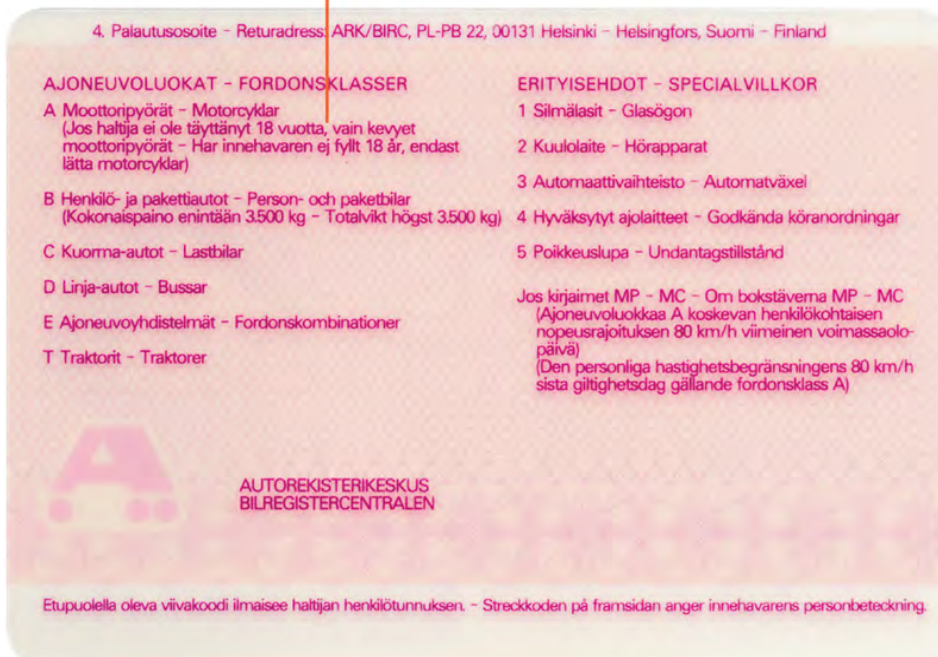 4. Palautusosoite - Returadress: ARK/BIRC, PL-PB 22, 00131 Helsinki - Helsingfors, Suomi - Finland
AJONEUVOLUOKAT - FORDONSKLASSER
A Moottoripyörät - Motorcyklar
(Jos haltija ei ole täyttänyt 18 vuotta, vain kevyet
moottoripyörät - Har innehavaren ej fyllt 18 år, endast
lätta motorcyklar)
B Henkilö- ja pakettiautot - Person- och paketbilar
(Kokonaispaino enintään 3.500 kg - Totalvikt högst 3.500 kg)
C Kuorma-autot - Lastbilar
D Linja-autot - Bussar
E Ajoneuvoyhdistelmät - Fordonskombinationer
T Traktorit - Traktorer
ERITYISEHDOT - SPECIALVILLKOR
1 Silmälasit - Glasögon
2 Kuulolaite - Hörapparat
3 Automaattivaihteisto - Automatväxel
4 Hyväksytyt ajolaitteet - Godkända köranordningar
5 Poikkeuslupa - Undantagstillstånd
Jos kirjaimet MP - MC - Om bokstäverna MP - MC
(Ajoneuvoluokkaa A koskevan henkilökohtaisen
nopeusrajoituksen 80 km/h viimeinen voimassaolo-
päivä)
(Den personliga hastighetsbegränsningens 80 km/h
sista giltighetsdag gällande fordonsklass A)
AUTOREKISTERIKESKUS
BILREGISTERCENTRALEN
Etupuolella oleva viivakoodi ilmaisee haltijan henkilötunnuksen. - Streckkoden på framsidan anger innehavarens personbeteckning.